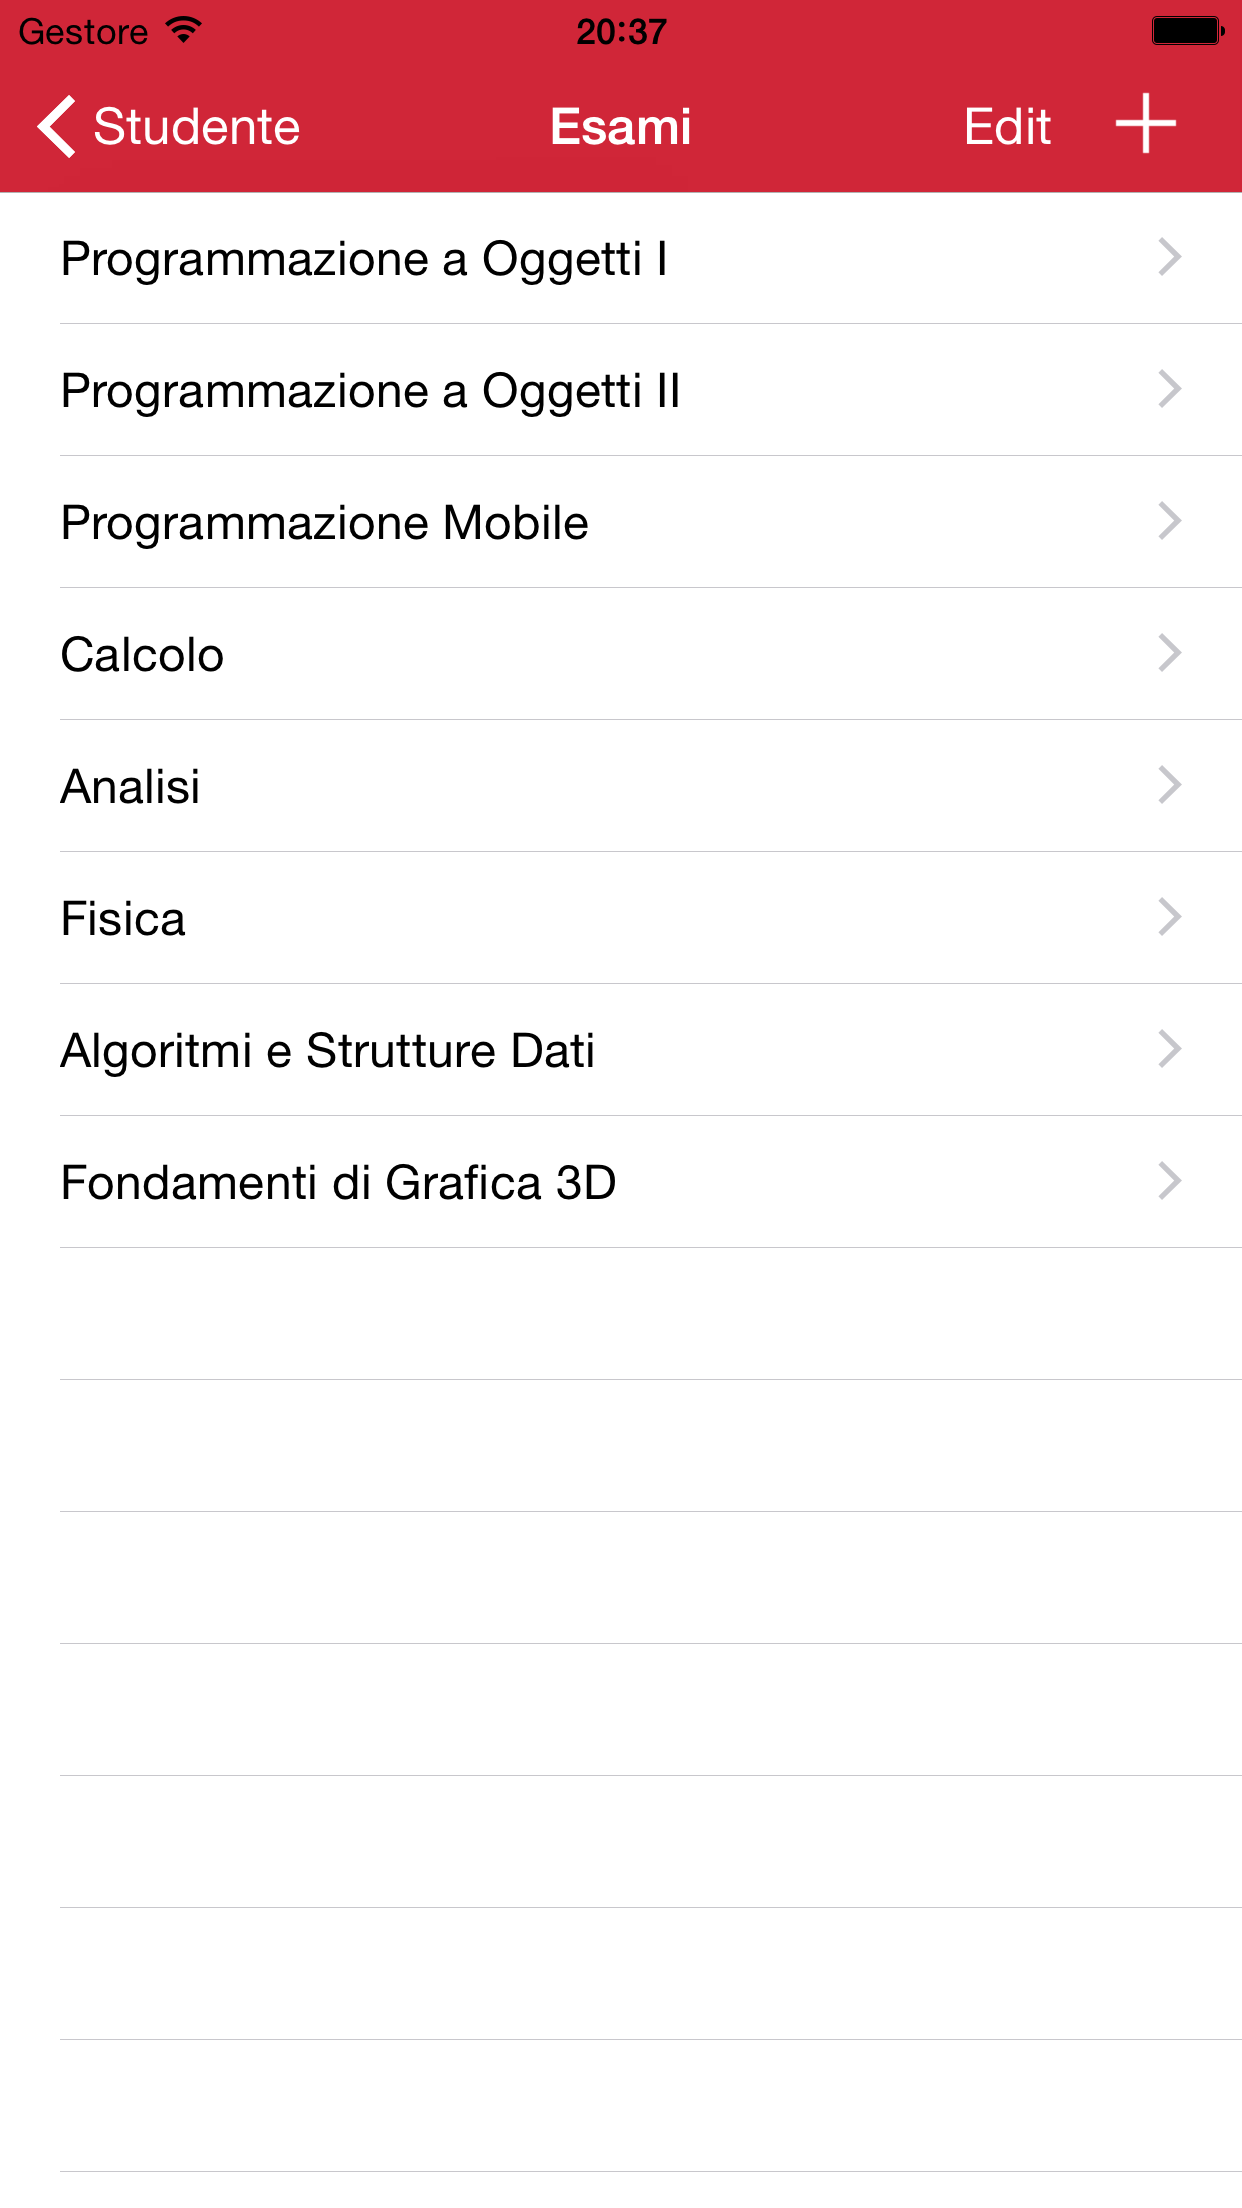 Gestore 20:37
Studente Esami Edit
Programmazione a Oggetti I
Programmazione a Oggetti II
Programmazione Mobile
Calcolo
Analisi
Fisica
Algoritmi e Strutture Dati
Fondamenti di Grafica 3D